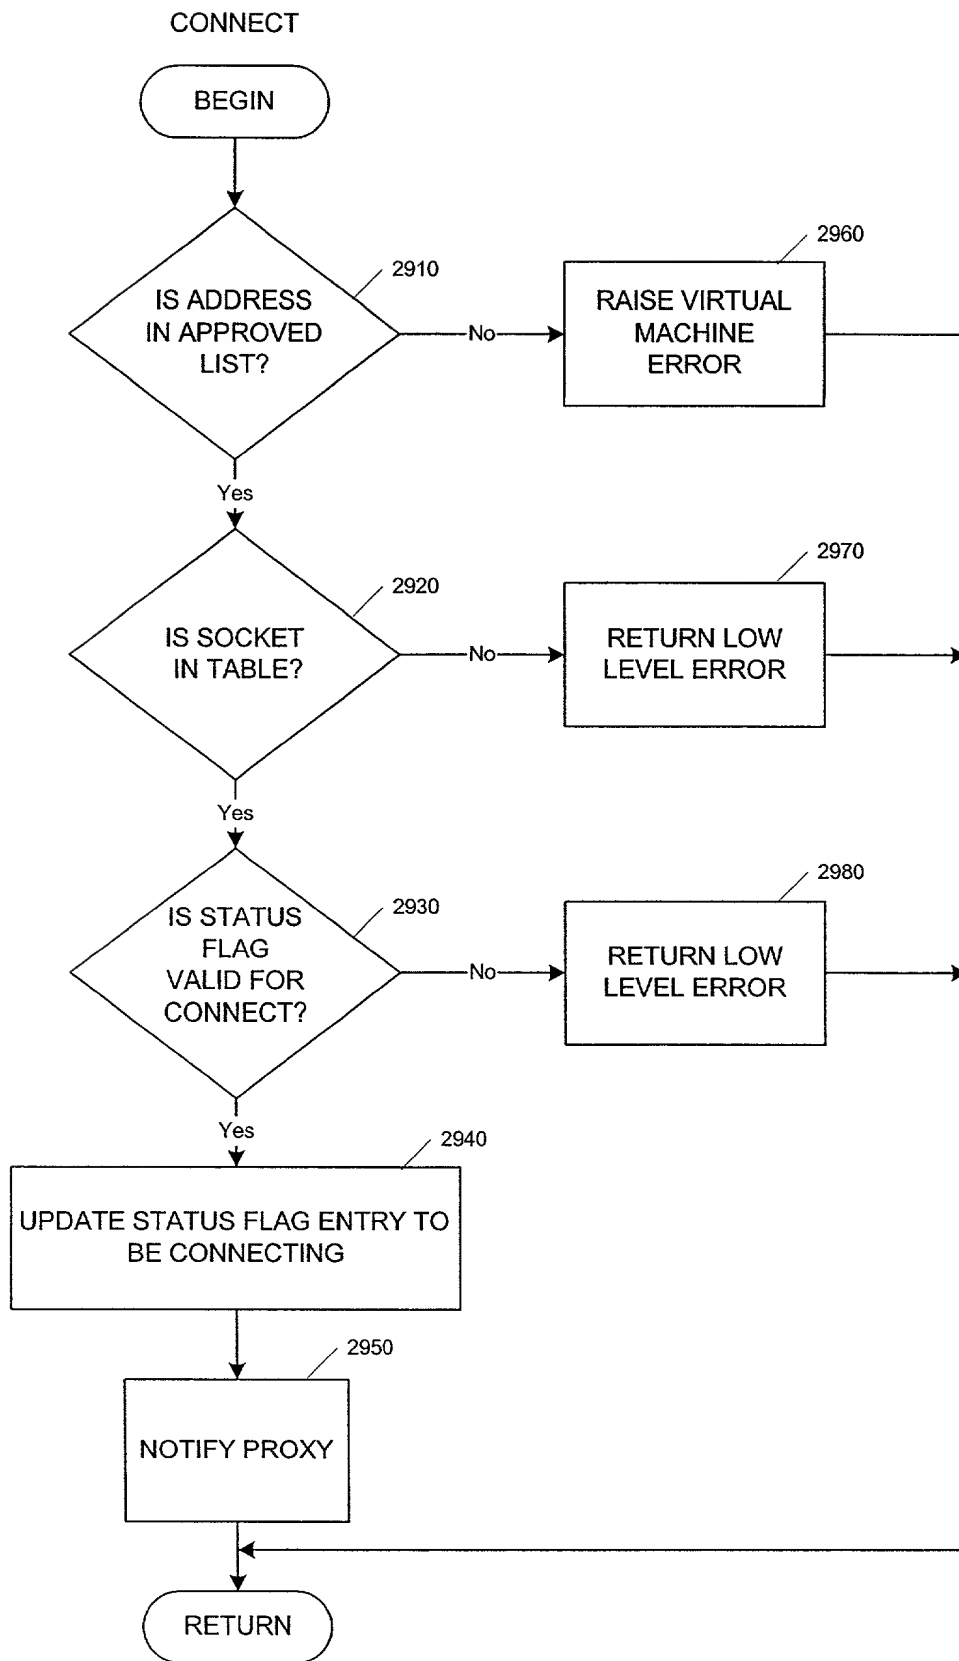 CONNECT
BEGIN
2910
IS ADDRESS
IN APPROVED
LIST?
No
2960
RAISE VIRTUAL
MACHINE
ERROR
Yes
2920
IS SOCKET
IN TABLE?
No
2970
RETURN LOW
LEVEL ERROR
Yes
2930
IS STATUS
FLAG
VALID FOR
CONNECT?
No
2980
RETURN LOW
LEVEL ERROR
Yes
2940
UPDATE STATUS FLAG ENTRY TO
BE CONNECTING
2950
NOTIFY PROXY
RETURN